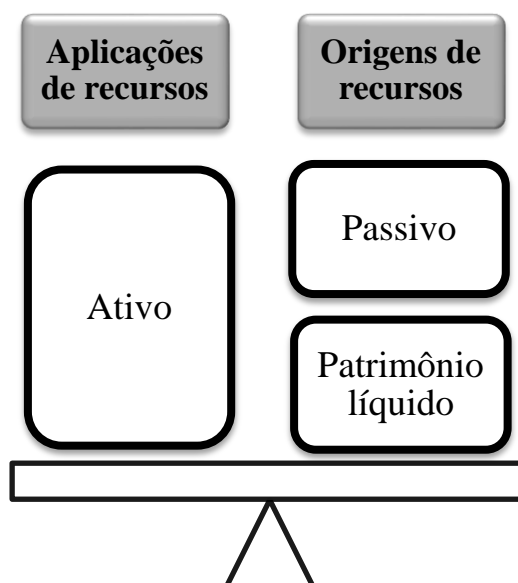 Aplicações
de recursos
Origens de
recursos
Ativo
Passivo
Patrimônio
líquido